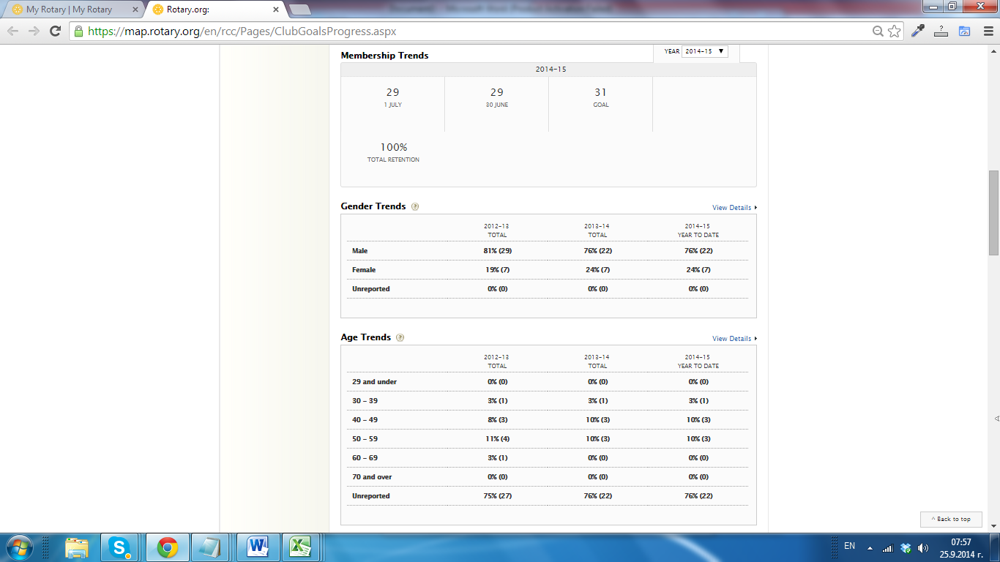 My Rotary | My Rotary
Rotary.org:
https://map.rotary.org/en/rcc/Pages/ClubGoalsProgress.aspx
Membership Trends
YEAR 2014-15
2014-15
29 29 31
1 JULY 30 JUNE GOAL
100%
TOTAL RETENTION
Gender Trends ? View Details
2012-13 2013-14 2014-15
TOTAL TOTAL YEAR TO DATE
Male 81% (29) 76% (22) 76% (22)
Female 19% (7) 24% (7) 24% (7)
Unreported 0% (0) 0% (0) 0% (0)
Age Trends ? View Details
2012-13 2013-14 2014-15
TOTAL TOTAL YEAR TO DATE
29 and under 0% (0) 0% (0) 0% (0)
30 - 39 3% (1) 3% (1) 3% (1)
40 - 49 8% (3) 10% (3) 10% (3)
50 - 59 11% (4) 10% (3) 10% (3)
60 - 69 3% (1) 0% (0) 0% (0)
70 and over 0% (0) 0% (0) 0% (0)
Unreported 75% (27) 76% (22) 76% (22)
^ Back to top
EN 07:57
25.9.2014 г.